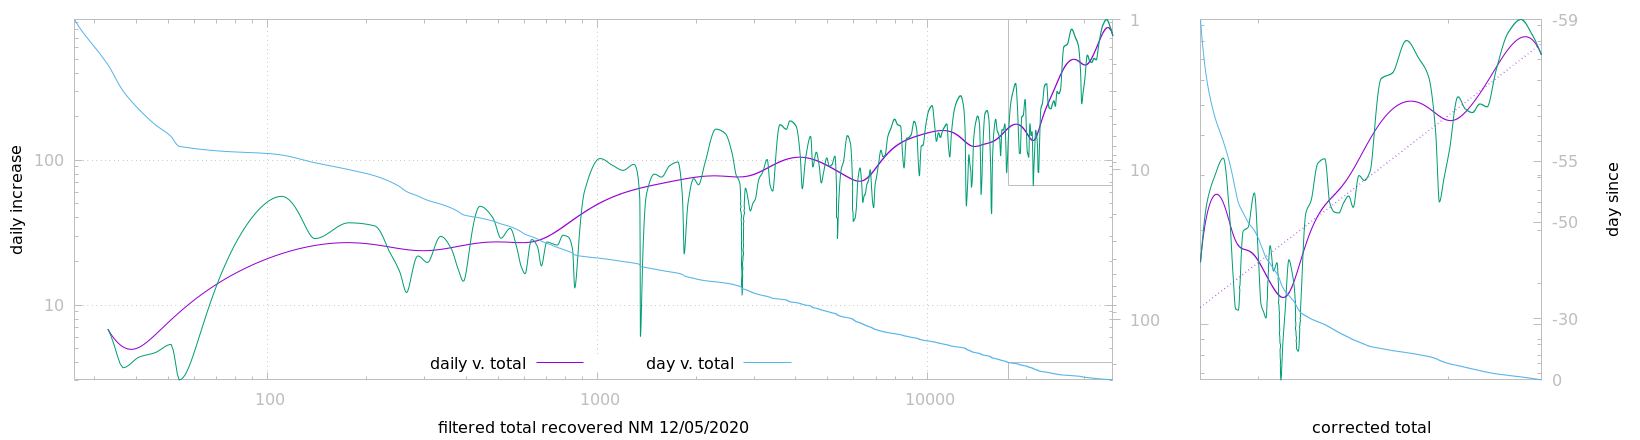 daily increase
100
10
daily v. total
day v. total
100
1000
10000
filtered total recovered NM 12/05/2020
1
10
100
-59
-55
-50
-30
0
day since
corrected total